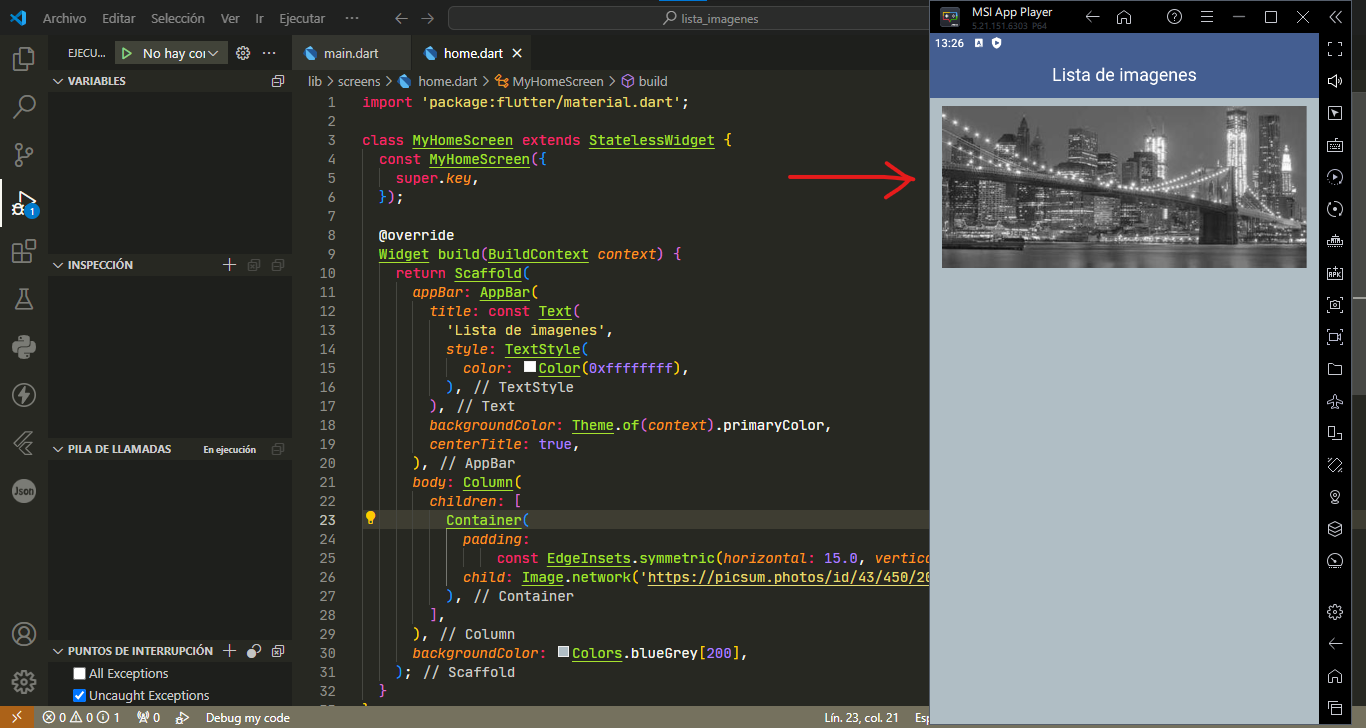 Archivo Editar Selección Ver Ir Ejecutar ··· lista_imagenes
MSI App Player
5.21.151.6303 P64
EJECU... No hay cor
main.dart home.dart
lib > screens > home.dart > MyHomeScreen > build
VARIABLES
INSPECCIÓN
PILA DE LLAMADAS En ejecución
PUNTOS DE INTERRUPCIÓN
All Exceptions
Uncaught Exceptions
1
Json
1 import 'package:flutter/material.dart';
2
3 class MyHomeScreen extends StatelessWidget {
4 const MyHomeScreen({
5 super.key,
6 });
7
8 @override
9 Widget build(BuildContext context) {
10 return Scaffold(
11 appBar: AppBar(
12 title: const Text(
13 'Lista de imagenes',
14 style: TextStyle(
15 color: Color(0xffffffff),
16 ), // TextStyle
17 ), // Text
18 backgroundColor: Theme.of(context).primaryColor,
19 centerTitle: true,
20 ), // AppBar
21 body: Column(
22 children: [
23 Container(
24 padding:
25 const EdgeInsets.symmetric(horizontal: 15.0, vertica
26 child: Image.network('https://picsum.photos/id/43/450/20
27 ), // Container
28 ],
29 ), // Column
30 backgroundColor: Colors.blueGrey[200],
31 ); // Scaffold
32 }
13:26 A
Lista de imagenes
APK
0 0 1 0 Debug my code Lín. 23, col. 21 Esp